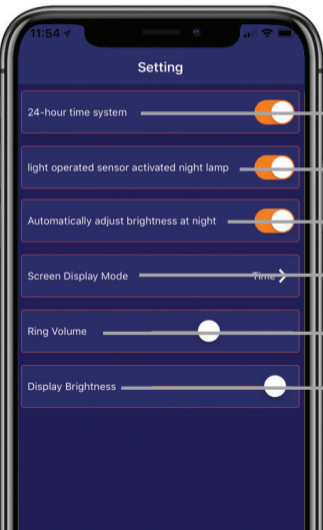 11:54
Setting
24-hour time system
light operated sensor activated night lamp
Automatically adjust brightness at night
Screen Display Mode Time
Ring Volume
Display Brightness